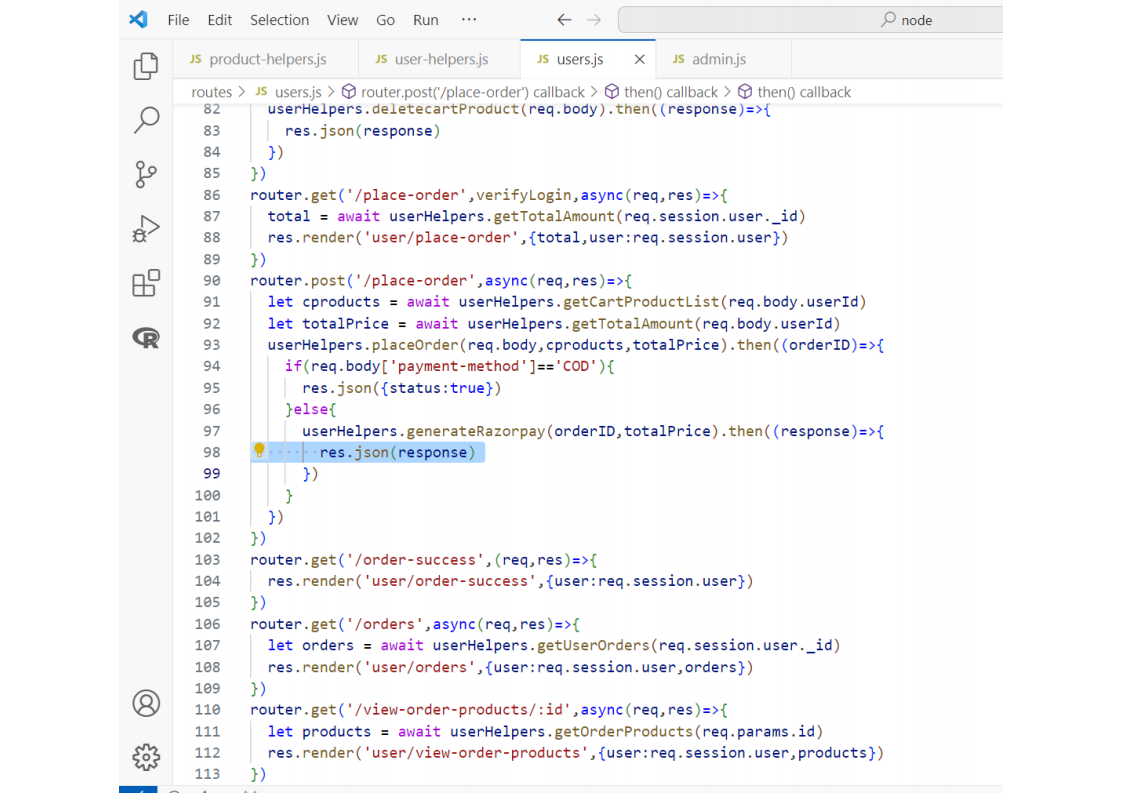 File Edit Selection View Go Run ··· ← → node
JS product-helpers.js JS user-helpers.js JS users.js × JS admin.js
routes > JS users.js > router.post('/place-order') callback > then() callback > then() callback
82 userHelpers.deletecartProduct(req.body).then((response)=>{
83 res.json(response)
84 })
85 })
86 router.get('/place-order',verifyLogin,async(req,res)=>{
87 total = await userHelpers.getTotalAmount(req.session.user._id)
88 res.render('user/place-order',{total,user:req.session.user})
89 })
90 router.post('/place-order',async(req,res)=>{
91 let cproducts = await userHelpers.getCartProductList(req.body.userId)
92 let totalPrice = await userHelpers.getTotalAmount(req.body.userId)
93 userHelpers.placeOrder(req.body,cproducts,totalPrice).then((orderID)=>{
94 if(req.body['payment-method']=='COD'){
95 res.json({status:true})
96 }else{
97 userHelpers.generateRazorpay(orderID,totalPrice).then((response)=>{
98 res.json(response)
99 })
100 }
101 })
102 })
103 router.get('/order-success',(req,res)=>{
104 res.render('user/order-success',{user:req.session.user})
105 })
106 router.get('/orders',async(req,res)=>{
107 let orders = await userHelpers.getUserOrders(req.session.user._id)
108 res.render('user/orders',{user:req.session.user,orders})
109 })
110 router.get('/view-order-products/:id',async(req,res)=>{
111 let products = await userHelpers.getOrderProducts(req.params.id)
112 res.render('user/view-order-products',{user:req.session.user,products})
113 })